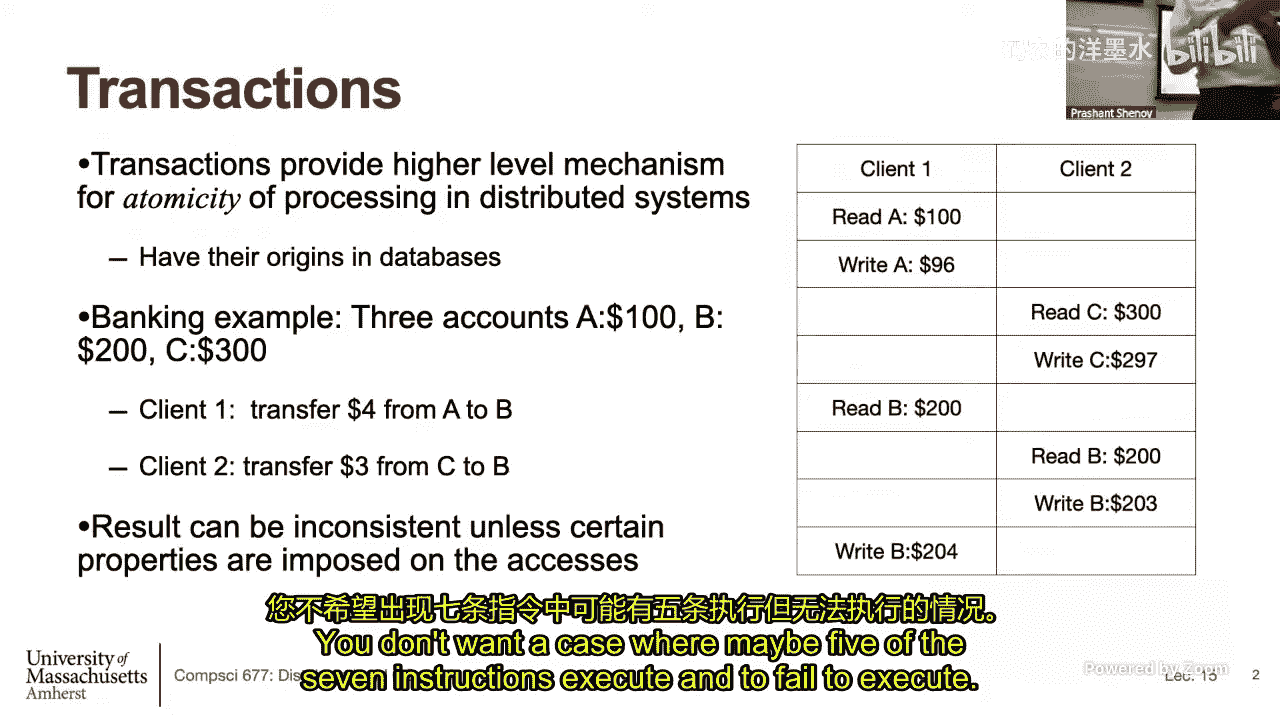 的洋墨水 bilibili
Prashant Shenoy
Transactions
•Transactions provide higher level mechanism
for atomicity of processing in distributed systems
– Have their origins in databases
•Banking example: Three accounts A:$100, B:
$200, C:$300
– Client 1: transfer $4 from A to B
– Client 2: transfer $3 from C to B
•Result can be inconsistent unless certain
properties are imposed on the accesses
Client 1 Client 2
Read A: $100
Write A: $96
Read C: $300
Write C:$297
Read B: $200
Read B: $200
Write B:$203
Write B:$204
您不希望出现七条指令中可能有五条执行但无法执行的情况。
You don't want a case where maybe five of the
seven instructions execute and to fail to execute.
University of
Massachusetts
Amherst
Compsci 677:
Powered by Zoom
Lec. 15
2